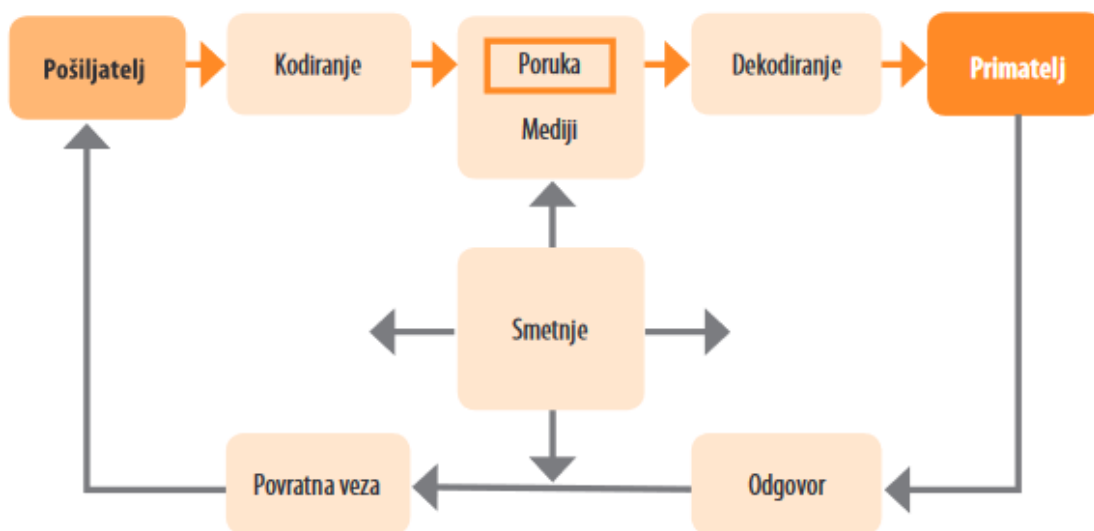 Pošiljatelj
Kodiranje
Poruka
Mediji
Dekodiranje
Primatelj
Smetnje
Povratna veza
Odgovor